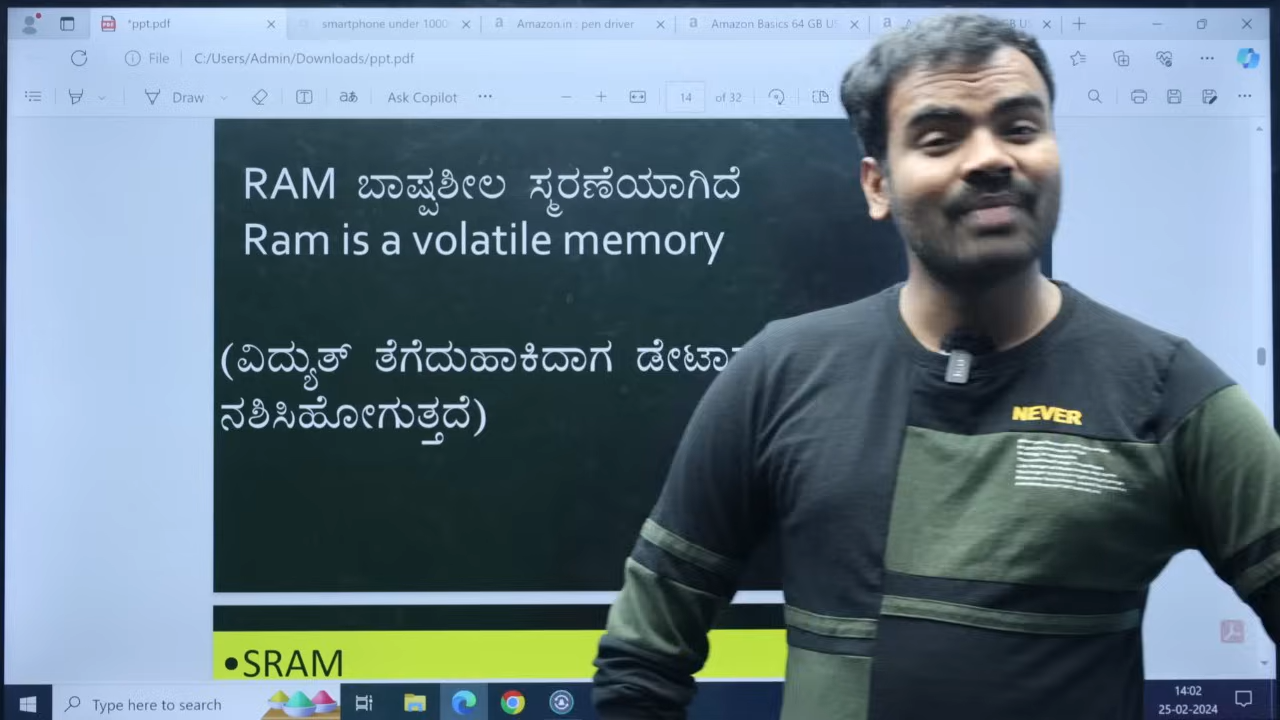 *ppt.pdf
smartphone under 1000
Amazon.in : pen driver
Amazon Basics 64 GB U
File
C:/Users/Admin/Downloads/ppt.pdf
Draw
Ask Copilot
14 of 32
RAM ಬಾಷ್ಪಶೀಲ ಸ್ಮರಣೆಯಾಗಿದೆ
Ram is a volatile memory
(ವಿದ್ಯುತ್ ತೆಗೆದುಹಾಕಿದಾಗ
ನಶಿಸಿಹೋಗುತ್ತದೆ)
NEVER
•SRAM
Type here to search
14:02
25-02-2024